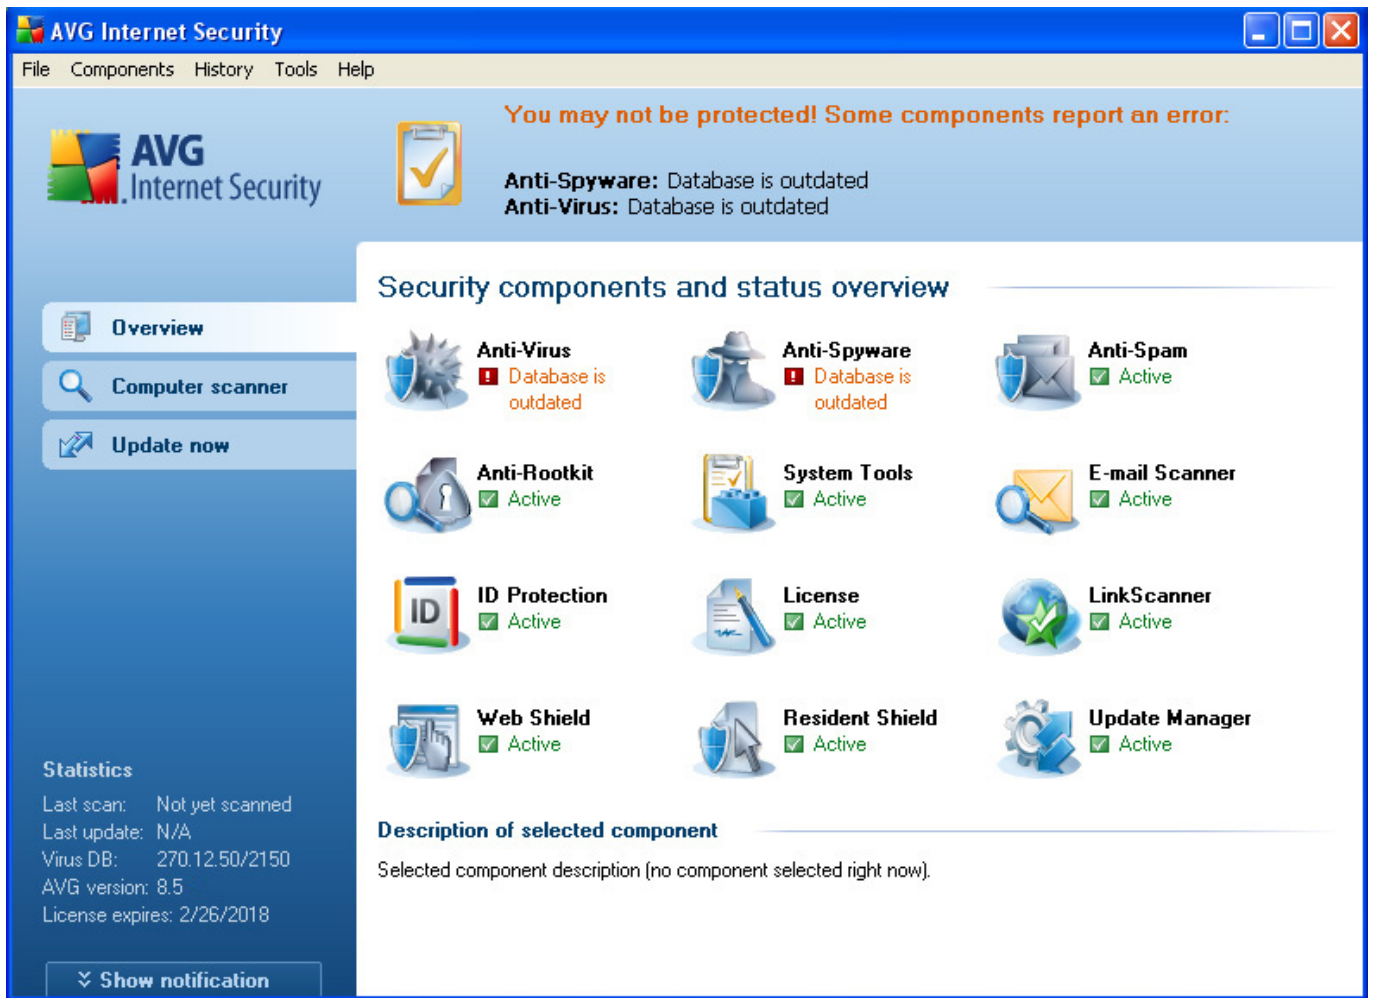 AVG Internet Security
File Components History Tools Help
AVG
Internet Security
You may not be protected! Some components report an error:
Anti-Spyware: Database is outdated
Anti-Virus: Database is outdated
Overview
Computer scanner
Update now
Security components and status overview
Anti-Virus
Database is
outdated
Anti-Spyware
Database is
outdated
Anti-Spam
Active
Anti-Rootkit
Active
System Tools
Active
E-mail Scanner
Active
ID
ID Protection
Active
License
Active
LinkScanner
Active
Web Shield
Active
Resident Shield
Active
Update Manager
Active
Description of selected component
Selected component description (no component selected right now).
Statistics
Last scan: Not yet scanned
Last update: N/A
Virus DB: 270.12.50/2150
AVG version: 8.5
License expires: 2/26/2018
Show notification